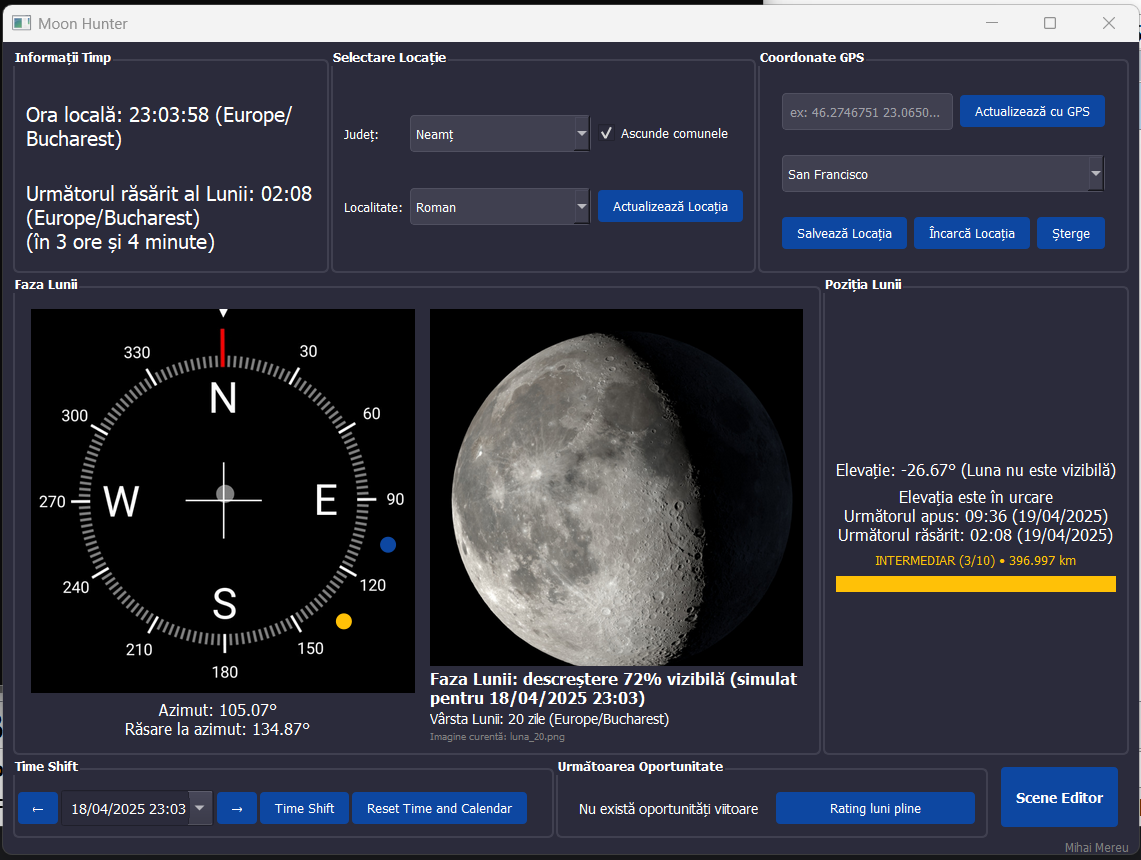 Moon Hunter
Informații Timp
Ora locală: 23:03:58 (Europe/
Bucharest)
Următorul răsărit al Lunii: 02:08
(Europe/Bucharest)
(în 3 ore și 4 minute)
Selectare Locație
Județ:
Neamț
Ascunde comunele
Localitate:
Roman
Actualizează Locația
Coordonate GPS
ex: 46.2746751 23.0650...
Actualizează cu GPS
San Francisco
Salvează Locația
Încarcă Locația
Șterge
Faza Lunii
330
30
300
60
270
90
240
120
210
150
180
N
W
E
S
Azimut: 105.07°
Răsare la azimut: 134.87°
Faza Lunii: descreștere 72% vizibilă (simulat
pentru 18/04/2025 23:03)
Vârsta Lunii: 20 zile (Europe/Bucharest)
Imagine curentă: luna_20.png
Poziția Lunii
Elevație: -26.67° (Luna nu este vizibilă)
Elevația este în urcare
Următorul apus: 09:36 (19/04/2025)
Următorul răsărit: 02:08 (19/04/2025)
INTERMEDIAR (3/10) • 396.997 km
Time Shift
←
18/04/2025 23:03
→
Time Shift
Reset Time and Calendar
Următoarea Oportunitate
Nu există oportunități viitoare
Rating luni pline
Scene Editor
Mihai Mereu